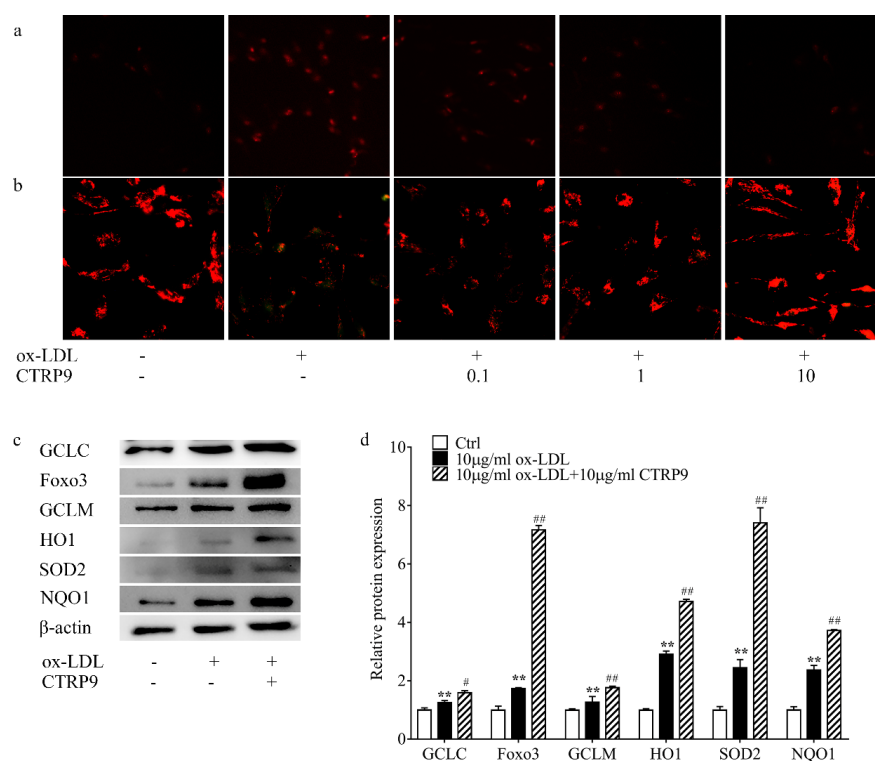 a
b
ox-LDL - + + + +
CTRP9 - - 0.1 1 10
c
GCLC
Foxo3
GCLM
HO1
SOD2
NQO1
β-actin
ox-LDL - + +
CTRP9 - - +
d
Ctrl
10μg/ml ox-LDL
10μg/ml ox-LDL+10μg/ml CTRP9
Relative protein expression
10
8
6
4
2
0
** #
** ##
** ##
** ##
** ##
** ##
GCLC Foxo3 GCLM HO1 SOD2 NQO1